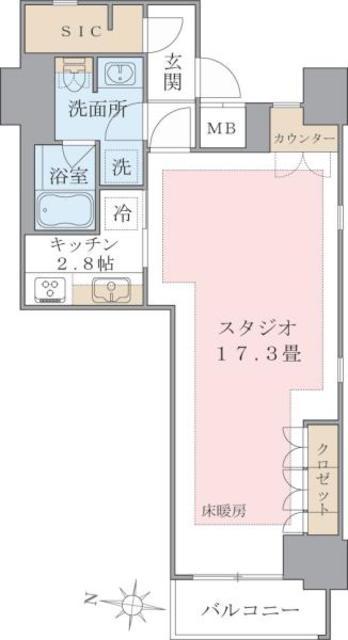 SIC
玄関
洗面所
MB
カウンター
浴室
洗
冷
キッチン
2.8帖
スタジオ
17.3畳
クロゼット
床暖房
バルコニー
N